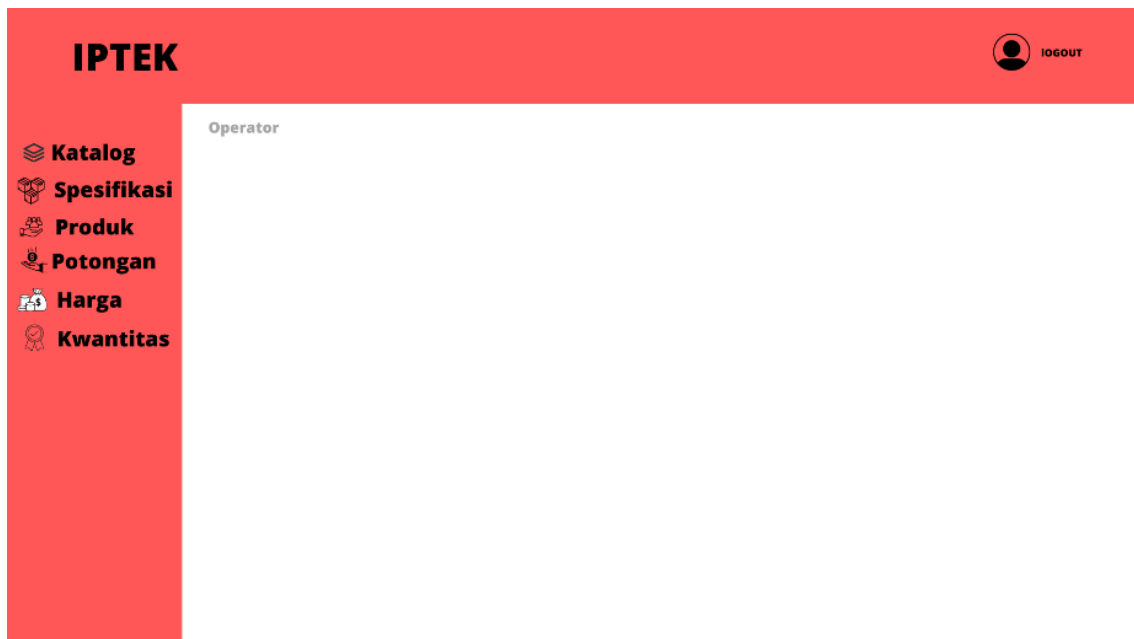 IPTEK
lOGOUT
Operator
Katalog
Spesifikasi
Produk
Potongan
Harga
Kwantitas